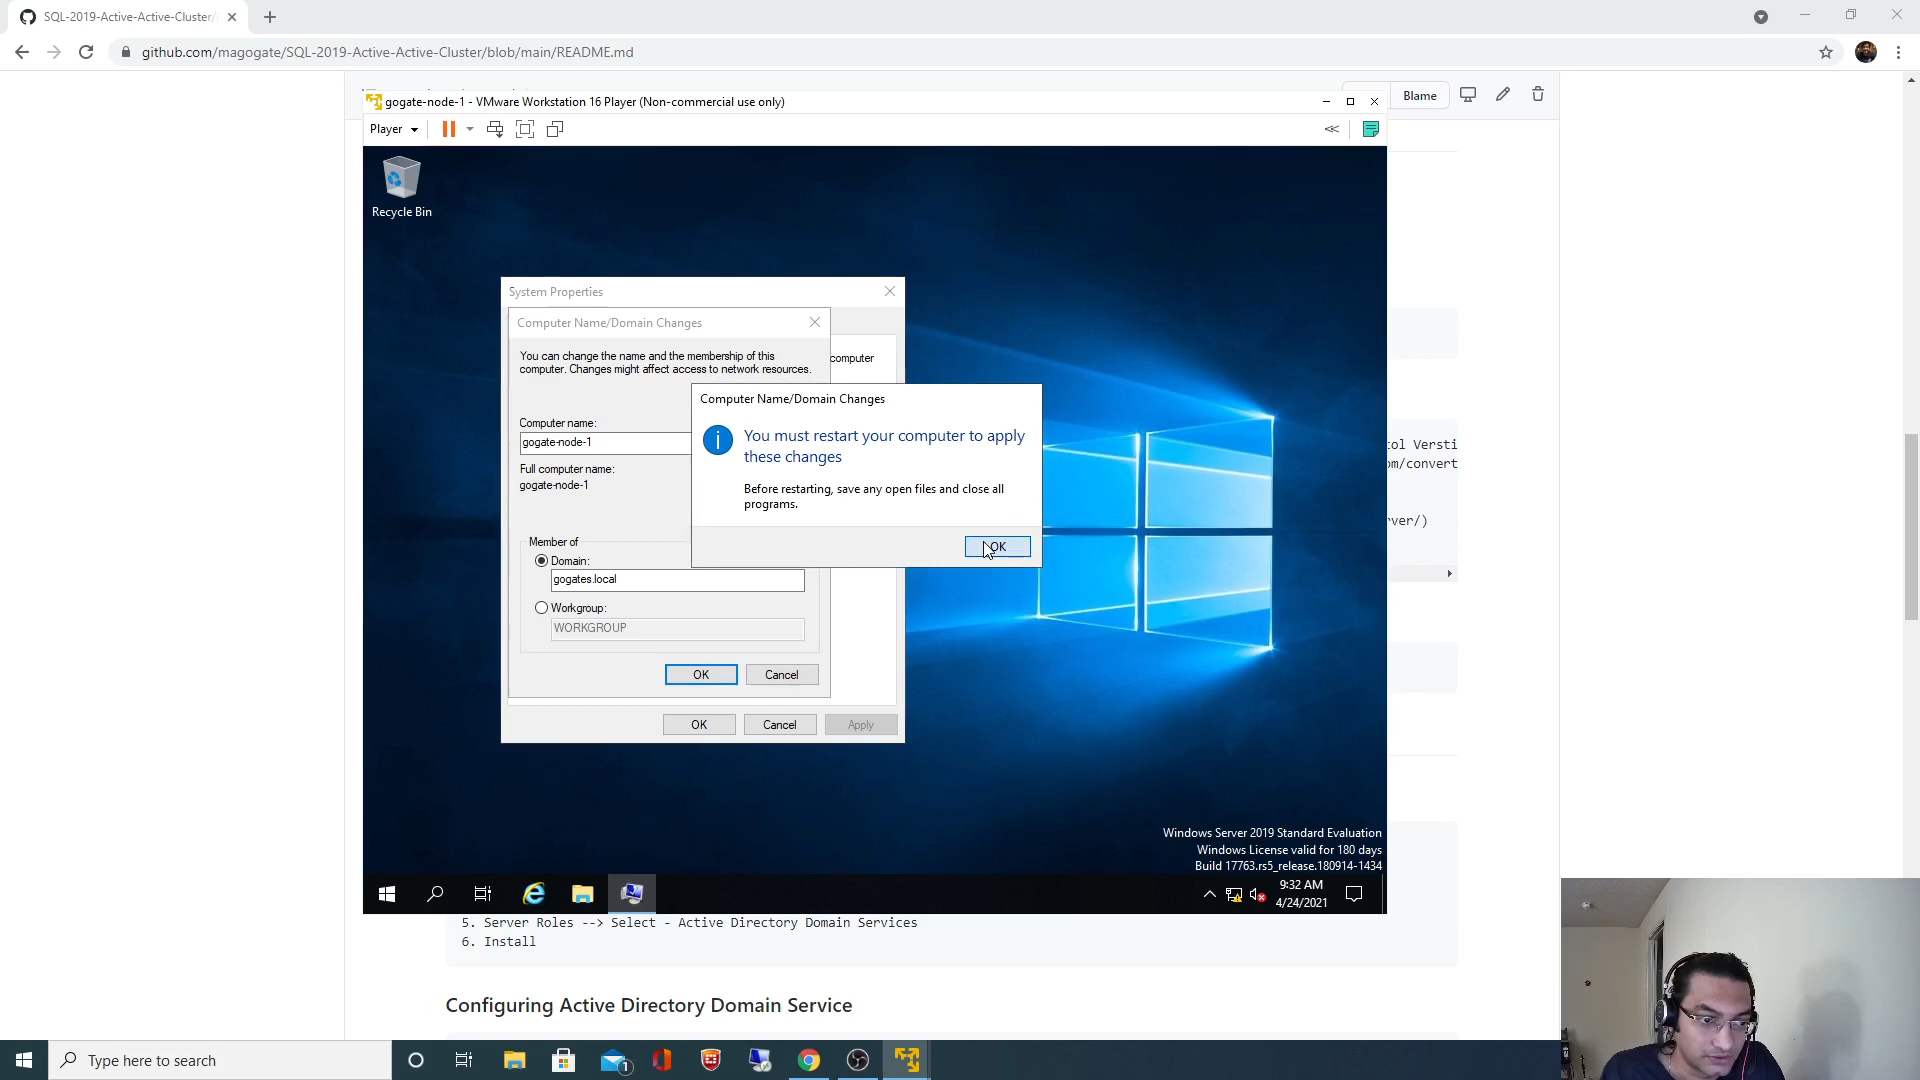 SQL-2019-Active-Active-Cluster/
github.com/magogate/SQL-2019-Active-Active-Cluster/blob/main/README.md
Blame
gogate-node-1 - VMware Workstation 16 Player (Non-commercial use only)
Player
Recycle Bin
System Properties
Computer Name/Domain Changes
You can change the name and the membership of this
computer. Changes might affect access to network resources.
computer
Computer name:
gogate-node-1
Full computer name:
gogate-node-1
Computer Name/Domain Changes
You must restart your computer to apply
these changes
Before restarting, save any open files and close all
programs.
OK
Member of
Domain:
gogates.local
Workgroup:
WORKGROUP
OK
Cancel
OK
Cancel
Apply
ol Versti
om/convert
ver/)
Windows Server 2019 Standard Evaluation
Windows License valid for 180 days
Build 17763.rs5_release.180914-1434
9:32 AM
4/24/2021
5. Server Roles --> Select - Active Directory Domain Services
6. Install
Configuring Active Directory Domain Service
Type here to search
1